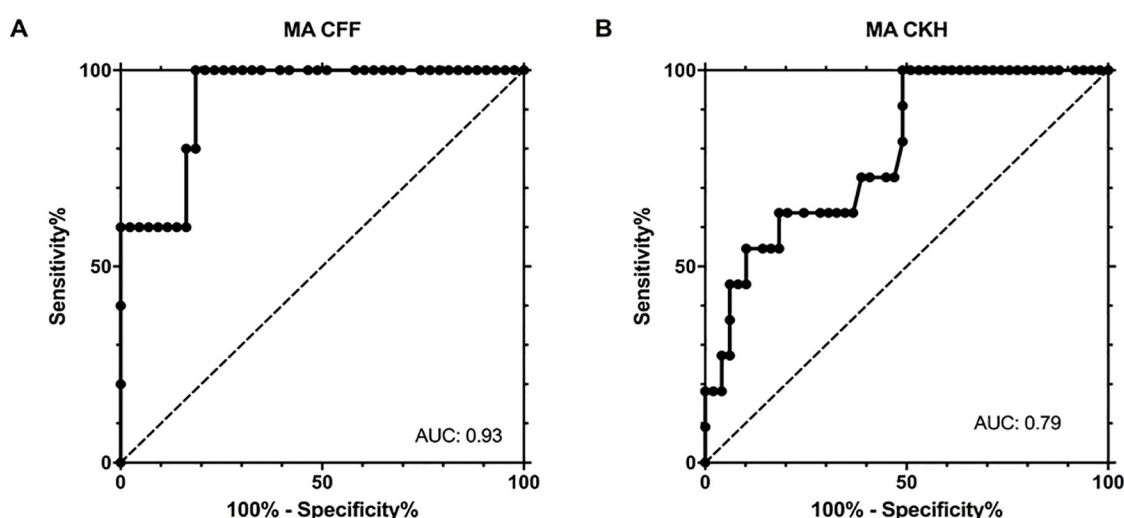 A
MA CFF
100
50
0
Sensitivity%
AUC: 0.93
0 50 100
100% - Specificity%
B
MA CKH
100
50
0
Sensitivity%
AUC: 0.79
0 50 100
100% - Specificity%